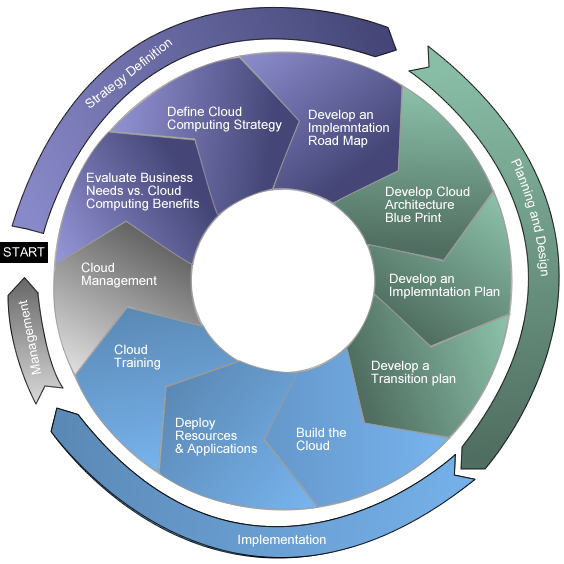 Strategy Definition
Define Cloud
Computing Strategy
Develop an
Implemntation
Road Map
Evaluate Business
Needs vs. Cloud
Computing Benefits
Develop Cloud
Architecture
Blue Print
Planning and Design
START
Cloud
Management
Develop an
Implemntation Plan
Management
Cloud
Training
Develop a
Transition plan
Deploy
Resources
& Applications
Build the
Cloud
Implementation